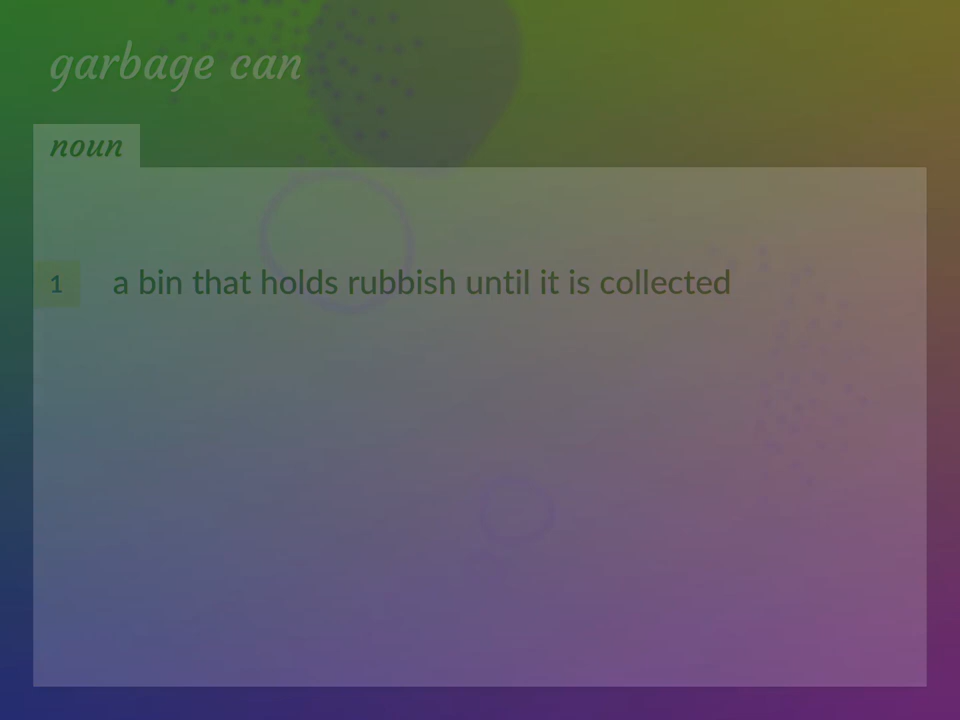 garbage can
noun
1 a bin that holds rubbish until it is collected